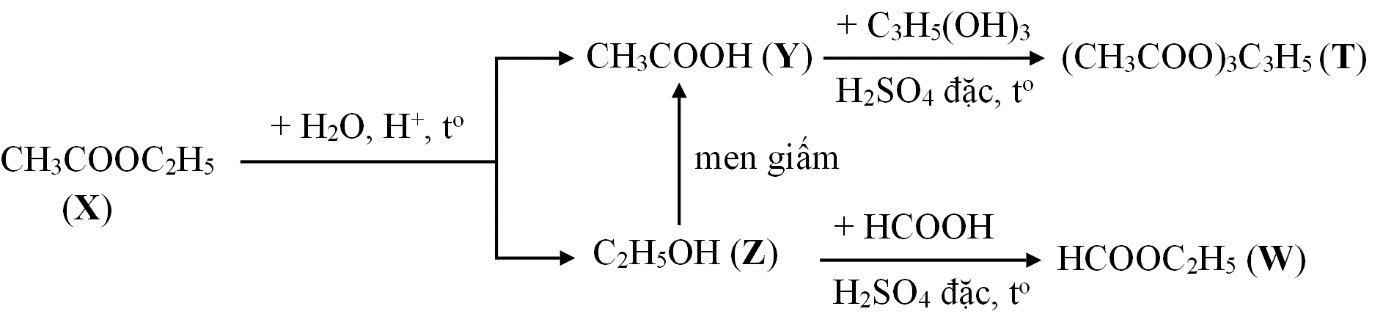 + C3H5(OH)3
CH3COOH (Y)
(CH3COO)3C3H5 (T)
H2SO4 đặc, to
+ H2O, H+, to
CH3COOC2H5
men giấm
(X)
+ HCOOH
C2H5OH (Z)
HCOOC2H5 (W)
H2SO4 đặc, to